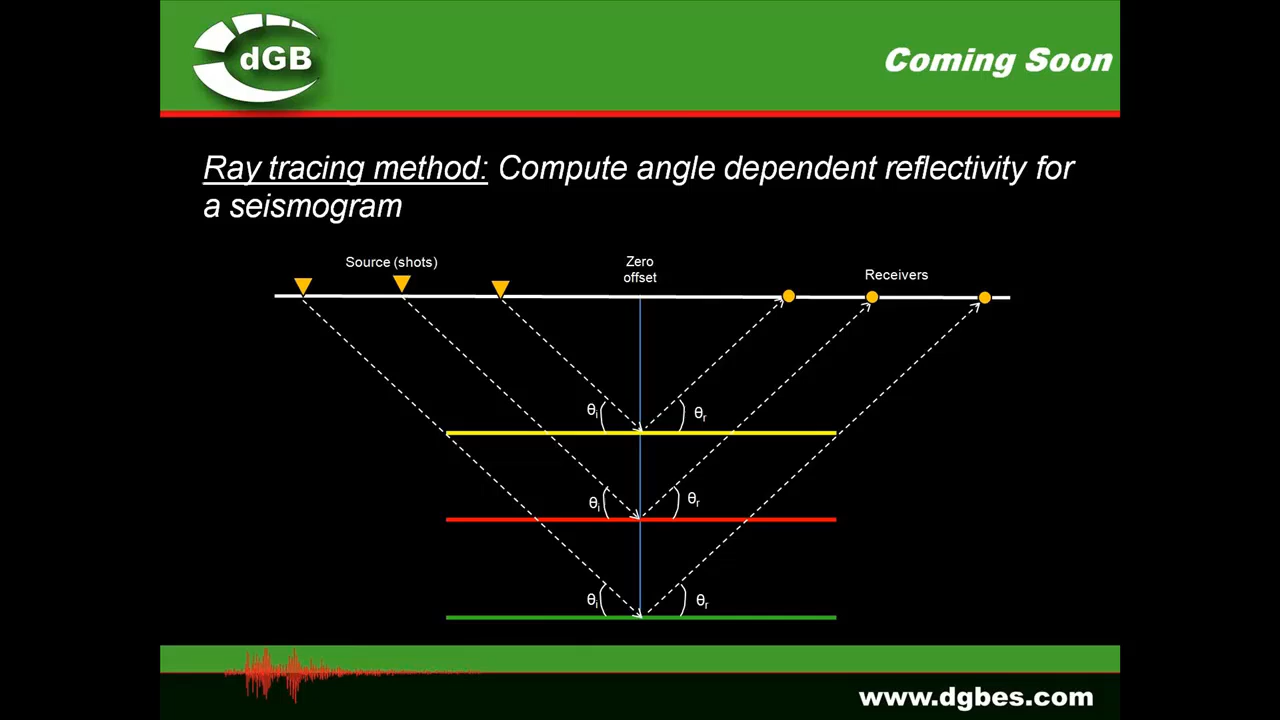 dGB
Coming Soon
Ray tracing method: Compute angle dependent reflectivity for
a seismogram
Source (shots)
Zero
offset
Receivers
θi
θr
θi
θr
θi
θr
www.dgbes.com